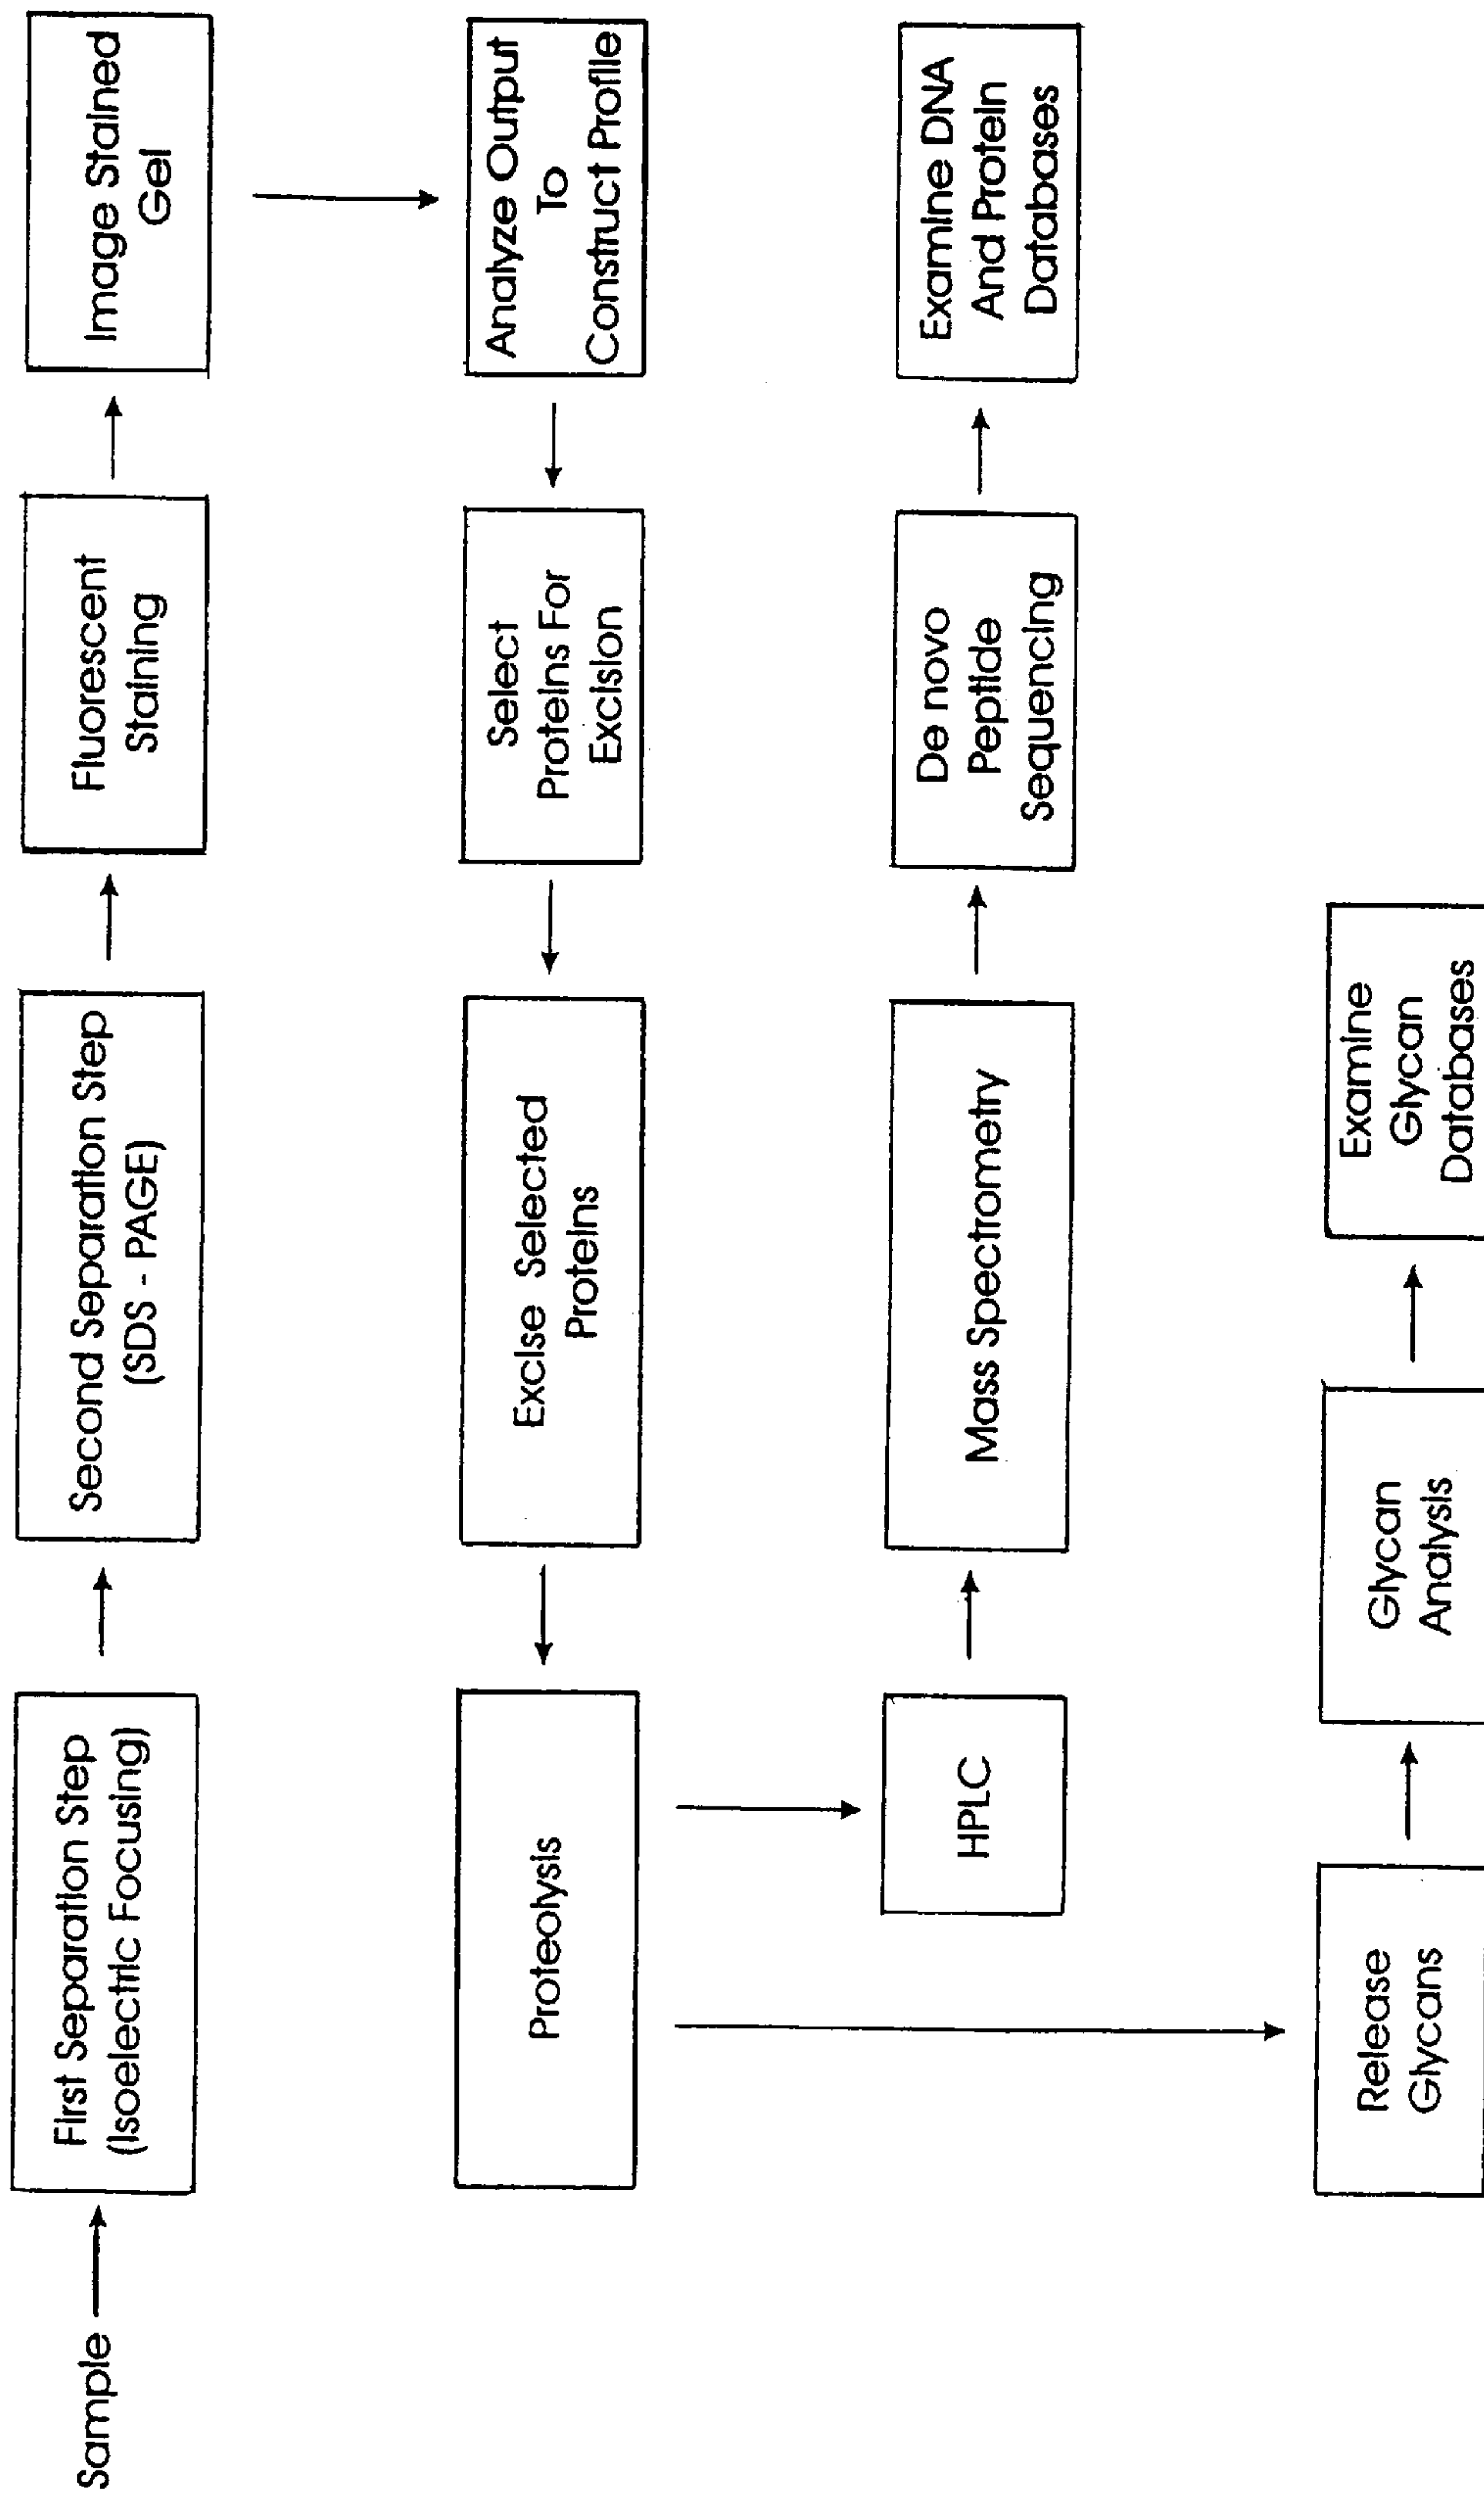 Sample
First Separation Step
(Isoelectric Focusing)
Second Separation Step
(SDS - PAGE)
Fluorescent
Staining
Image Stained
Gel
Analyze Output
To
Construct Profile
Select
Proteins For
Excision
Excise Selected
Proteins
Proteolysis
HPLC
Mass Spectrometry
De novo
Peptide
Sequencing
Examine DNA
And Protein
Databases
Release
Glycans
Glycan
Analysis
Examine
Glycan
Databases